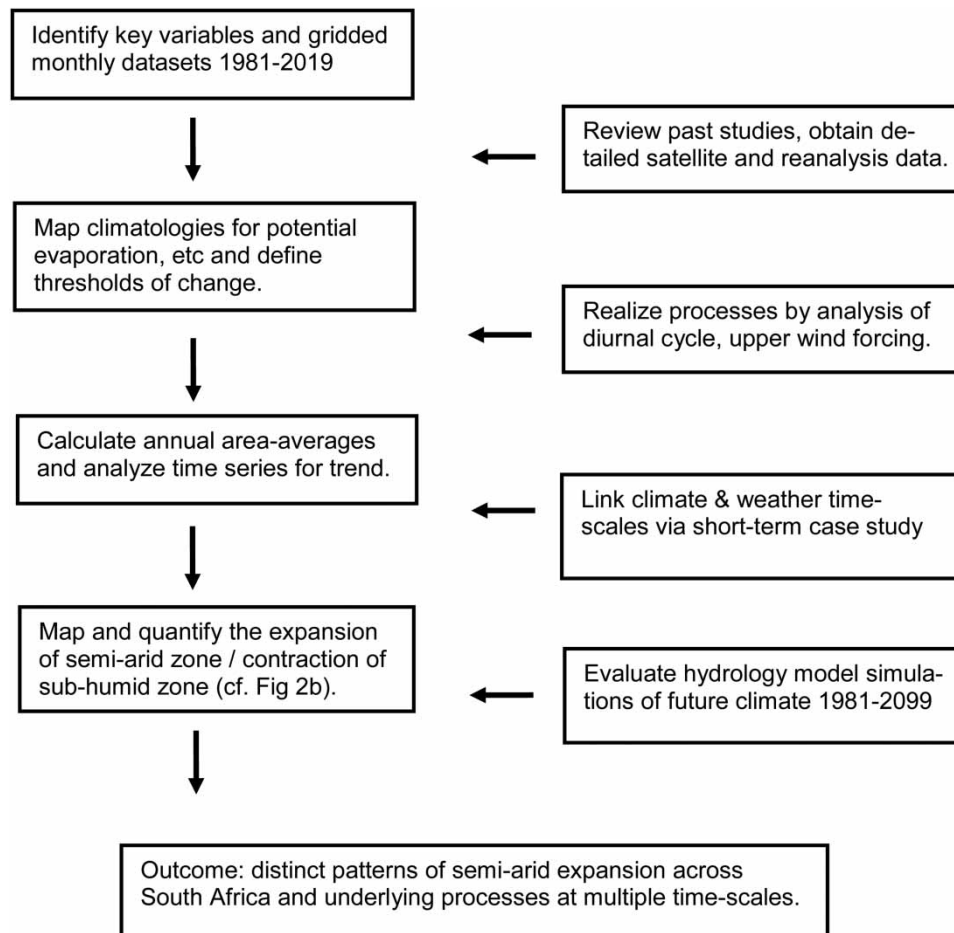 Identify key variables and gridded
monthly datasets 1981-2019
Review past studies, obtain de-
tailed satellite and reanalysis data.
Map climatologies for potential
evaporation, etc and define
thresholds of change.
Realize processes by analysis of
diurnal cycle, upper wind forcing.
Calculate annual area-averages
and analyze time series for trend.
Link climate & weather time-
scales via short-term case study
Map and quantify the expansion
of semi-arid zone / contraction of
sub-humid zone (cf. Fig 2b).
Evaluate hydrology model simula-
tions of future climate 1981-2099
Outcome: distinct patterns of semi-arid expansion across
South Africa and underlying processes at multiple time-scales.